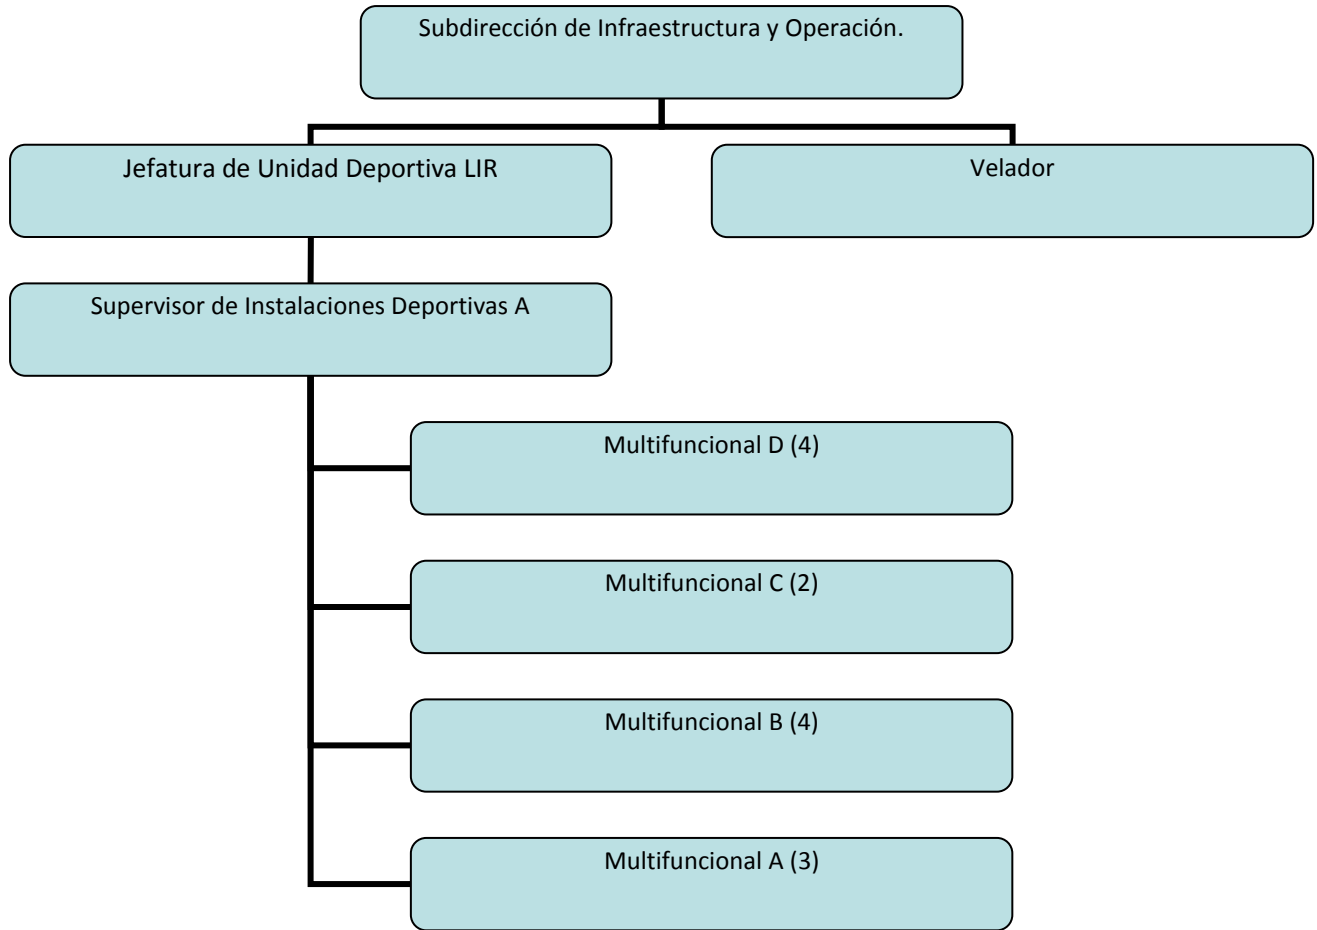 Subdirección de Infraestructura y Operación.
Jefatura de Unidad Deportiva LIR
Velador
Supervisor de Instalaciones Deportivas A
Multifuncional D (4)
Multifuncional C (2)
Multifuncional B (4)
Multifuncional A (3)